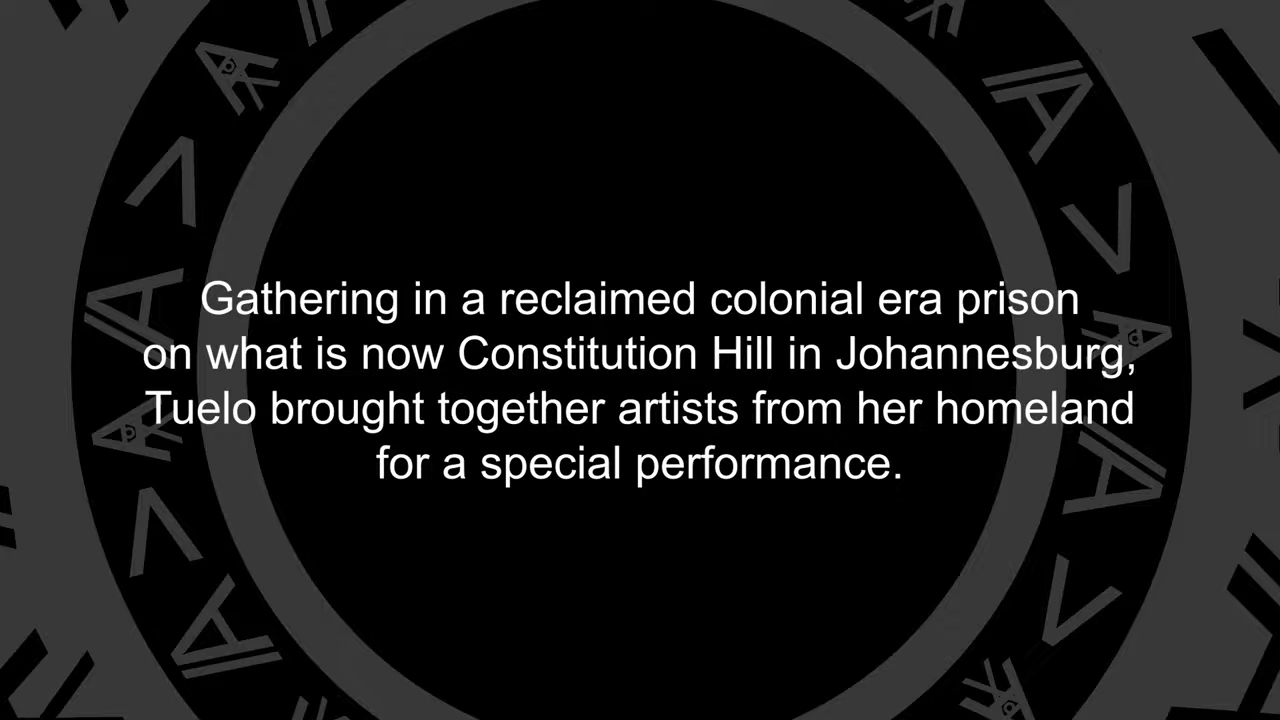 Gathering in a reclaimed colonial era prison
on what is now Constitution Hill in Johannesburg,
Tuelo brought together artists from her homeland
for a special performance.